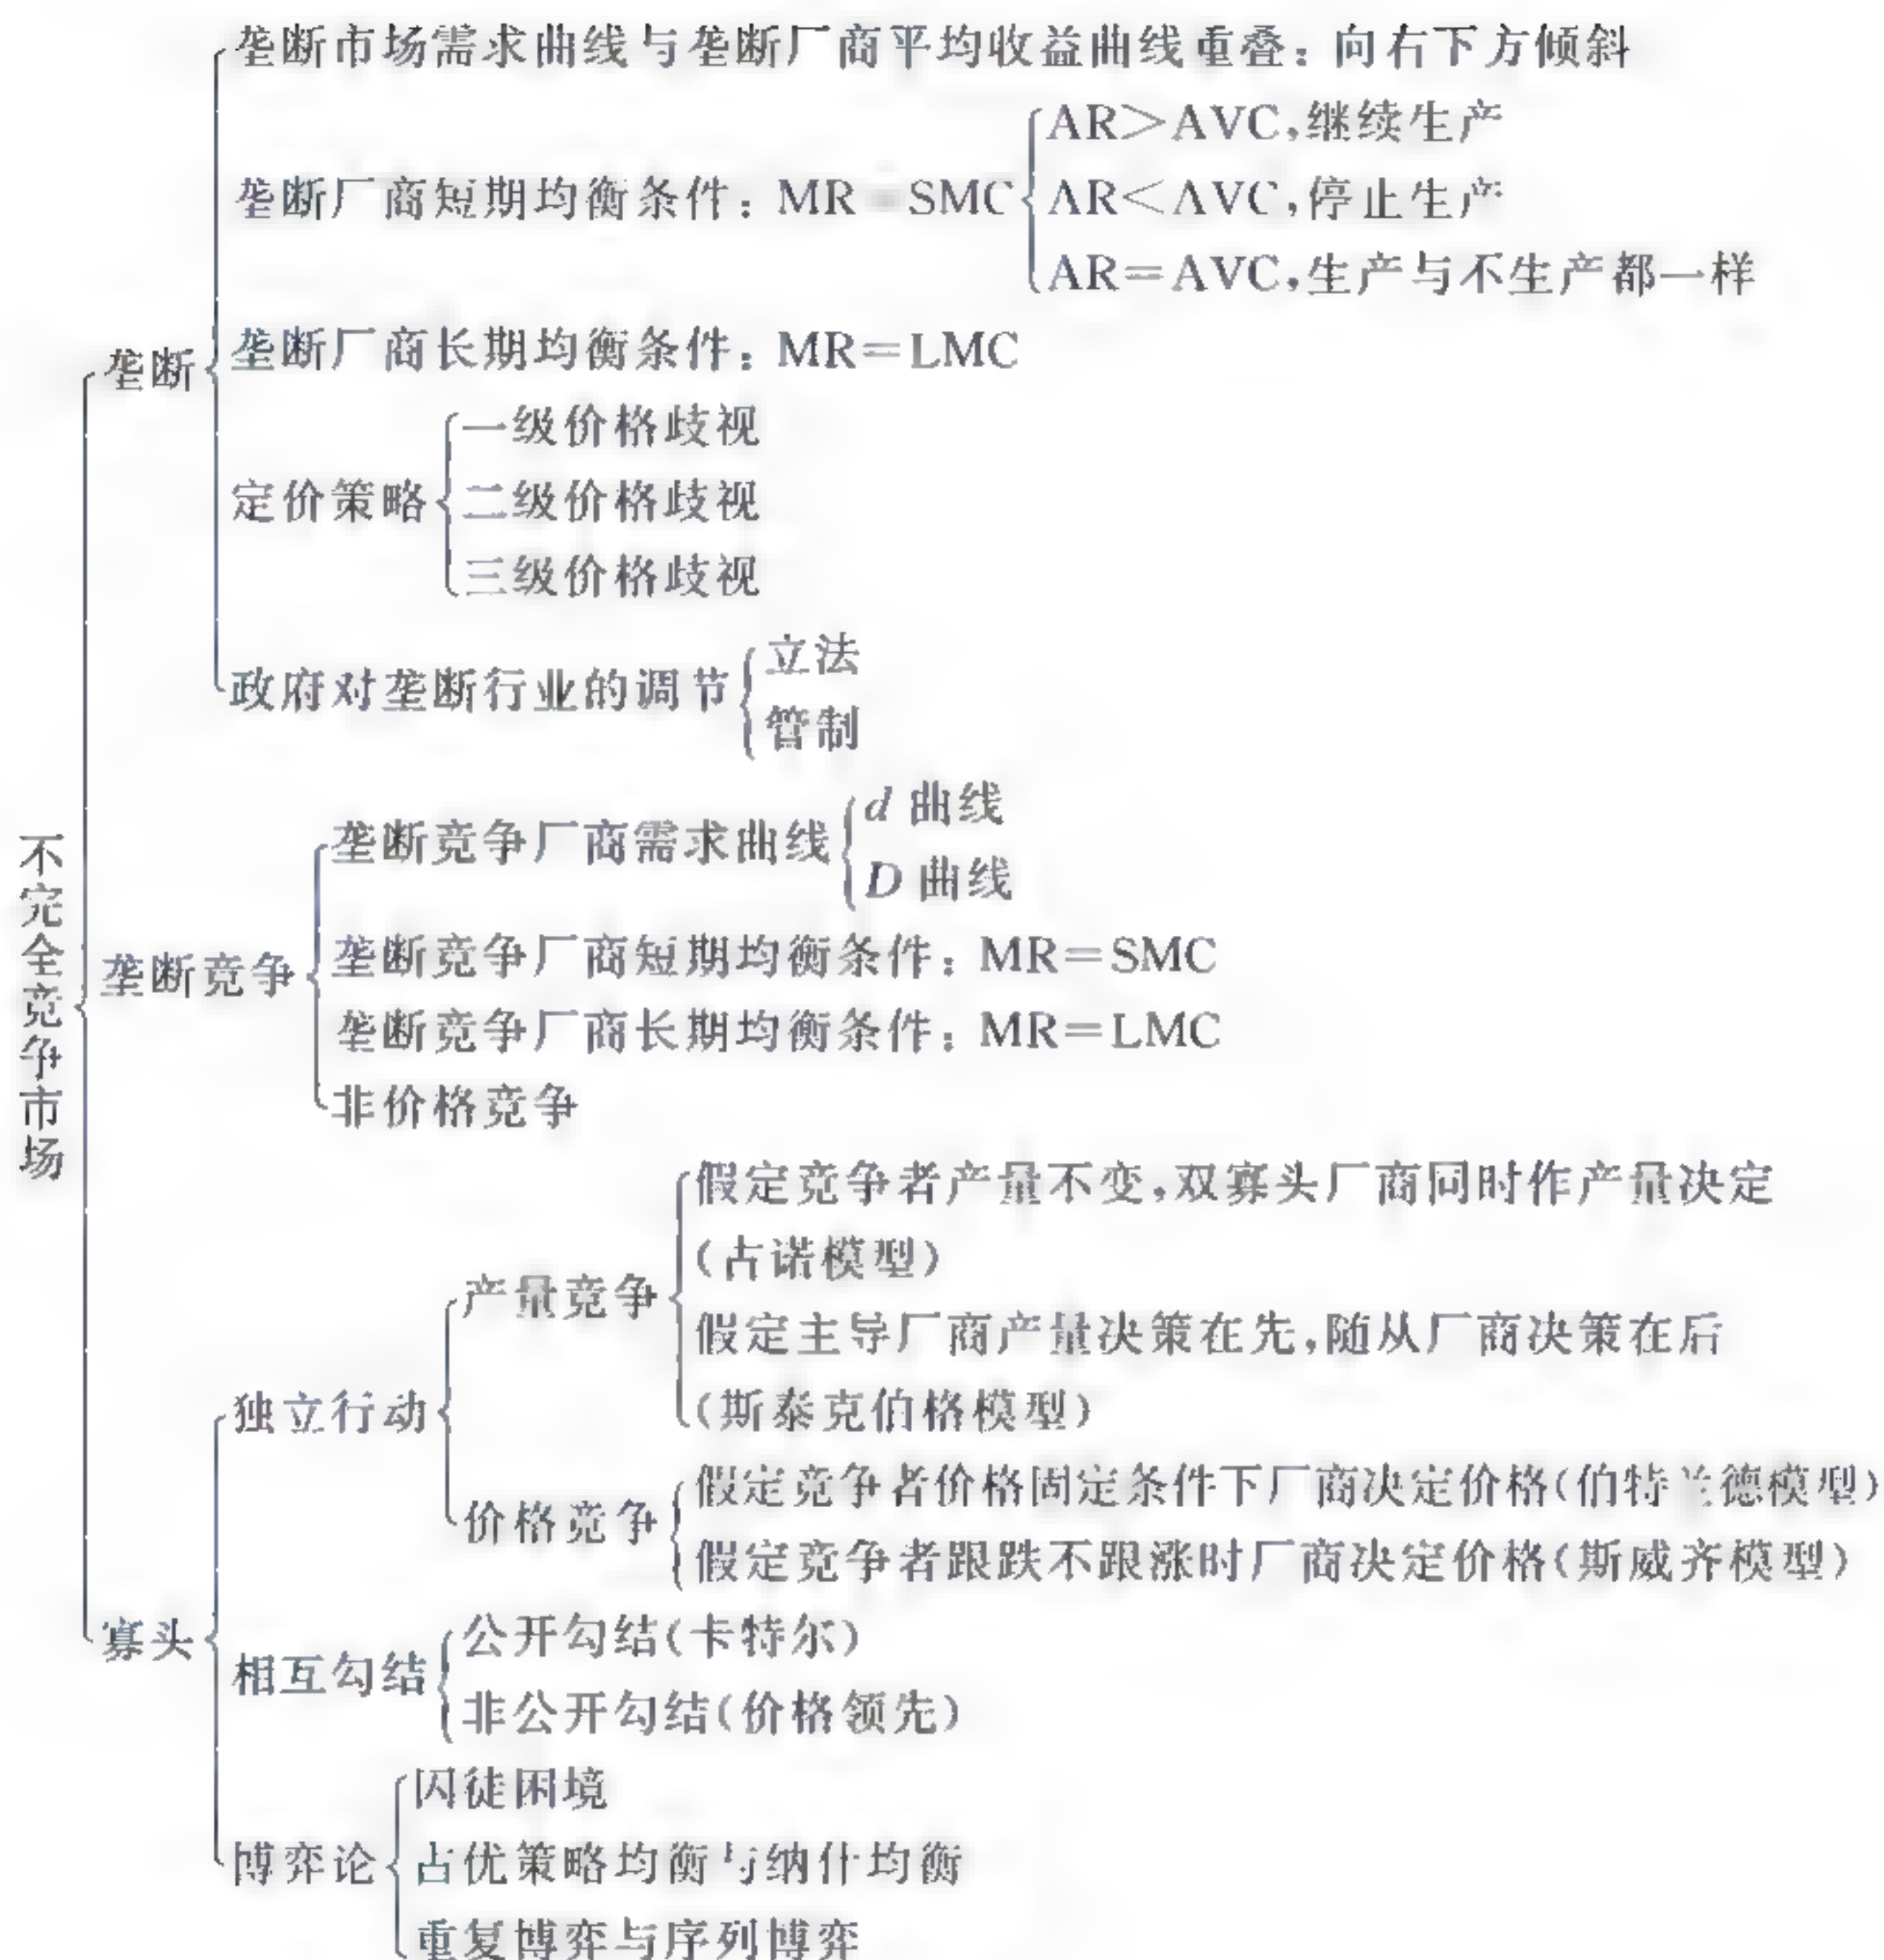 垄断市场需求曲线与垄断厂商平均收益曲线重叠：向右下方倾斜
AR>AVC,继续生产
垄断厂商短期均衡条件：MR=SMC
AR<AVC,停止生产
AR=AVC,生产与不生产都一样
垄断
垄断厂商长期均衡条件：MR=LMC
一级价格歧视
定价策略
二级价格歧视
三级价格歧视
政府对垄断行业的调节
立法
管制
不完全竞争市场
垄断竞争
垄断竞争厂商需求曲线
d 曲线
D 曲线
垄断竞争厂商短期均衡条件：MR=SMC
垄断竞争厂商长期均衡条件：MR=LMC
非价格竞争
寡头
独立行动
产量竞争
假定竞争者产量不变,双寡头厂商同时作产量决定
(古诺模型)
假定主导厂商产量决策在先,随从厂商决策在后
(斯泰克伯格模型)
价格竞争
假定竞争者价格固定条件下厂商决定价格(伯特兰德模型)
假定竞争者跟跌不跟涨时厂商决定价格(斯威齐模型)
相互勾结
公开勾结(卡特尔)
非公开勾结(价格领先)
博弈论
囚徒困境
占优策略均衡与纳什均衡
重复博弈与序列博弈